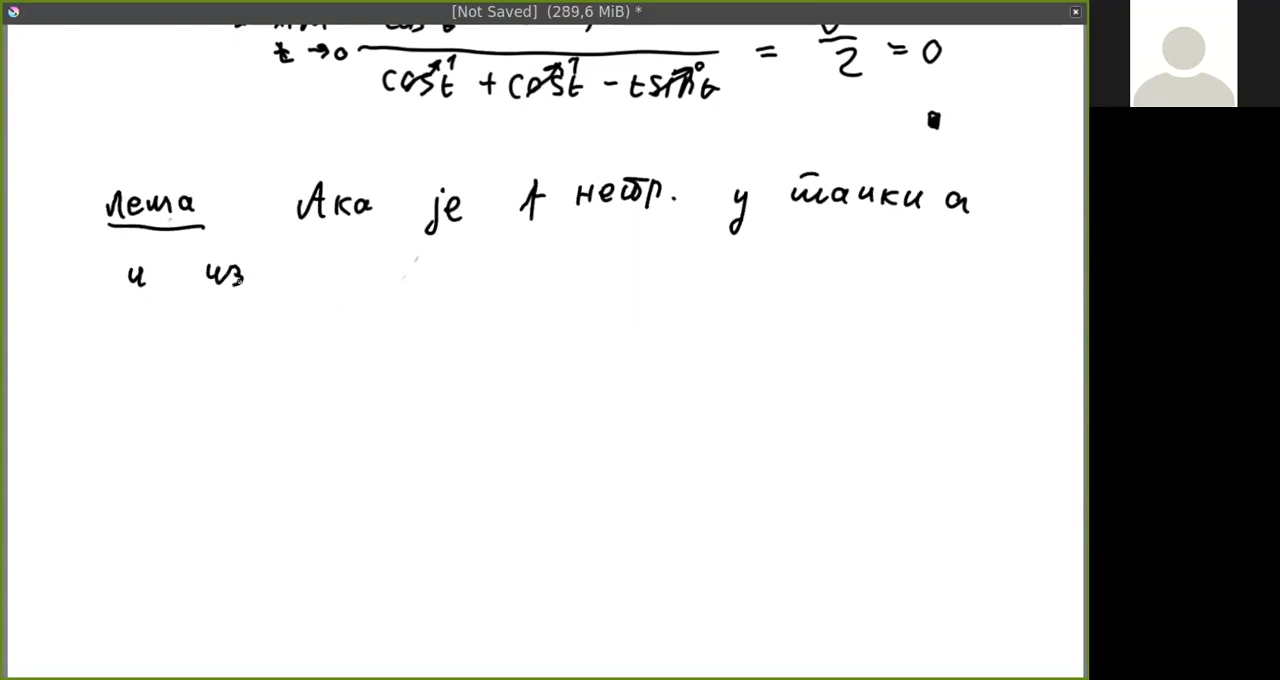 [Not Saved] (289,6 MiB) *
t → 0 cos t + cos t − t sin t = 0/2 = 0
Лема Ако је f непр. у тачки a
и из